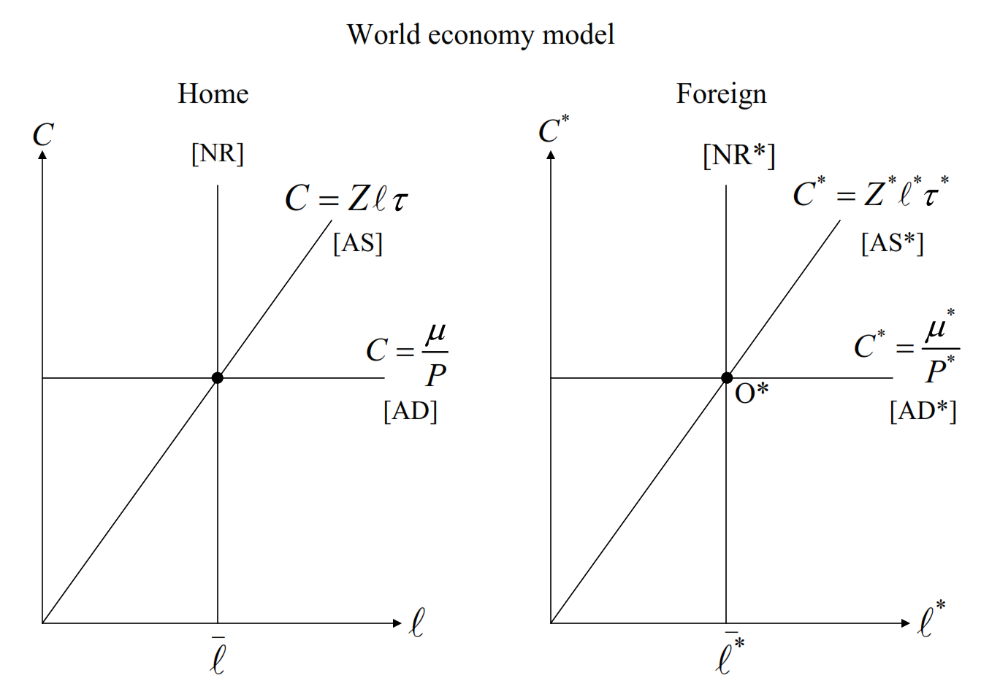 World economy model
Home
C
[NR]
C = Zℓτ
[AS]
C = μ/P
[AD]
ℓ
ℓ̄
Foreign
C*
[NR*]
C* = Z*ℓ*τ*
[AS*]
C* = μ*/P*
O*
[AD*]
ℓ*
ℓ̄*